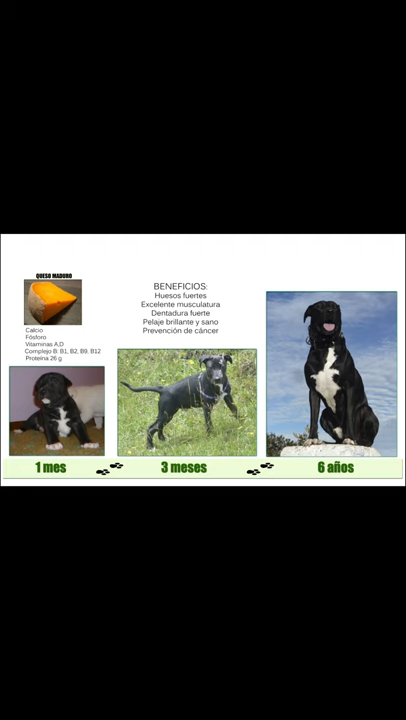 QUESO MADURO
Calcio
Fósforo
Vitaminas A,D
Complejo B: B1, B2, B9, B12
Proteína 26 g
BENEFICIOS:
Huesos fuertes
Excelente musculatura
Dentadura fuerte
Pelaje brillante y sano
Prevención de cáncer
1 mes
3 meses
6 años